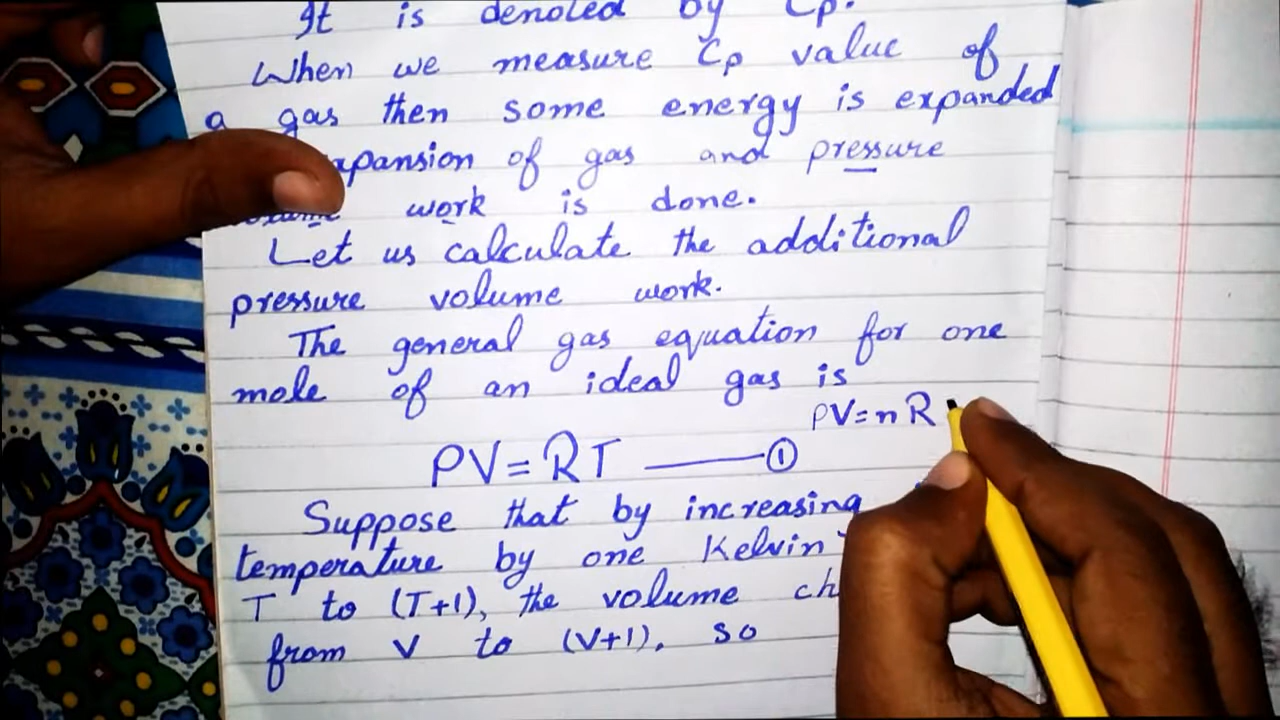 It is denoted by Cp.
When we measure Cp value of
a gas then some energy is expanded
of gas and pressure
work is done.
Let us calculate the additional
pressure volume work.
The general gas equation for one
mole of an ideal gas is
PV=nR
PV=RT —— ①
Suppose that by increasing
temperature by one Kelvin
T to (T+1), the volume
from V to (V+1), so